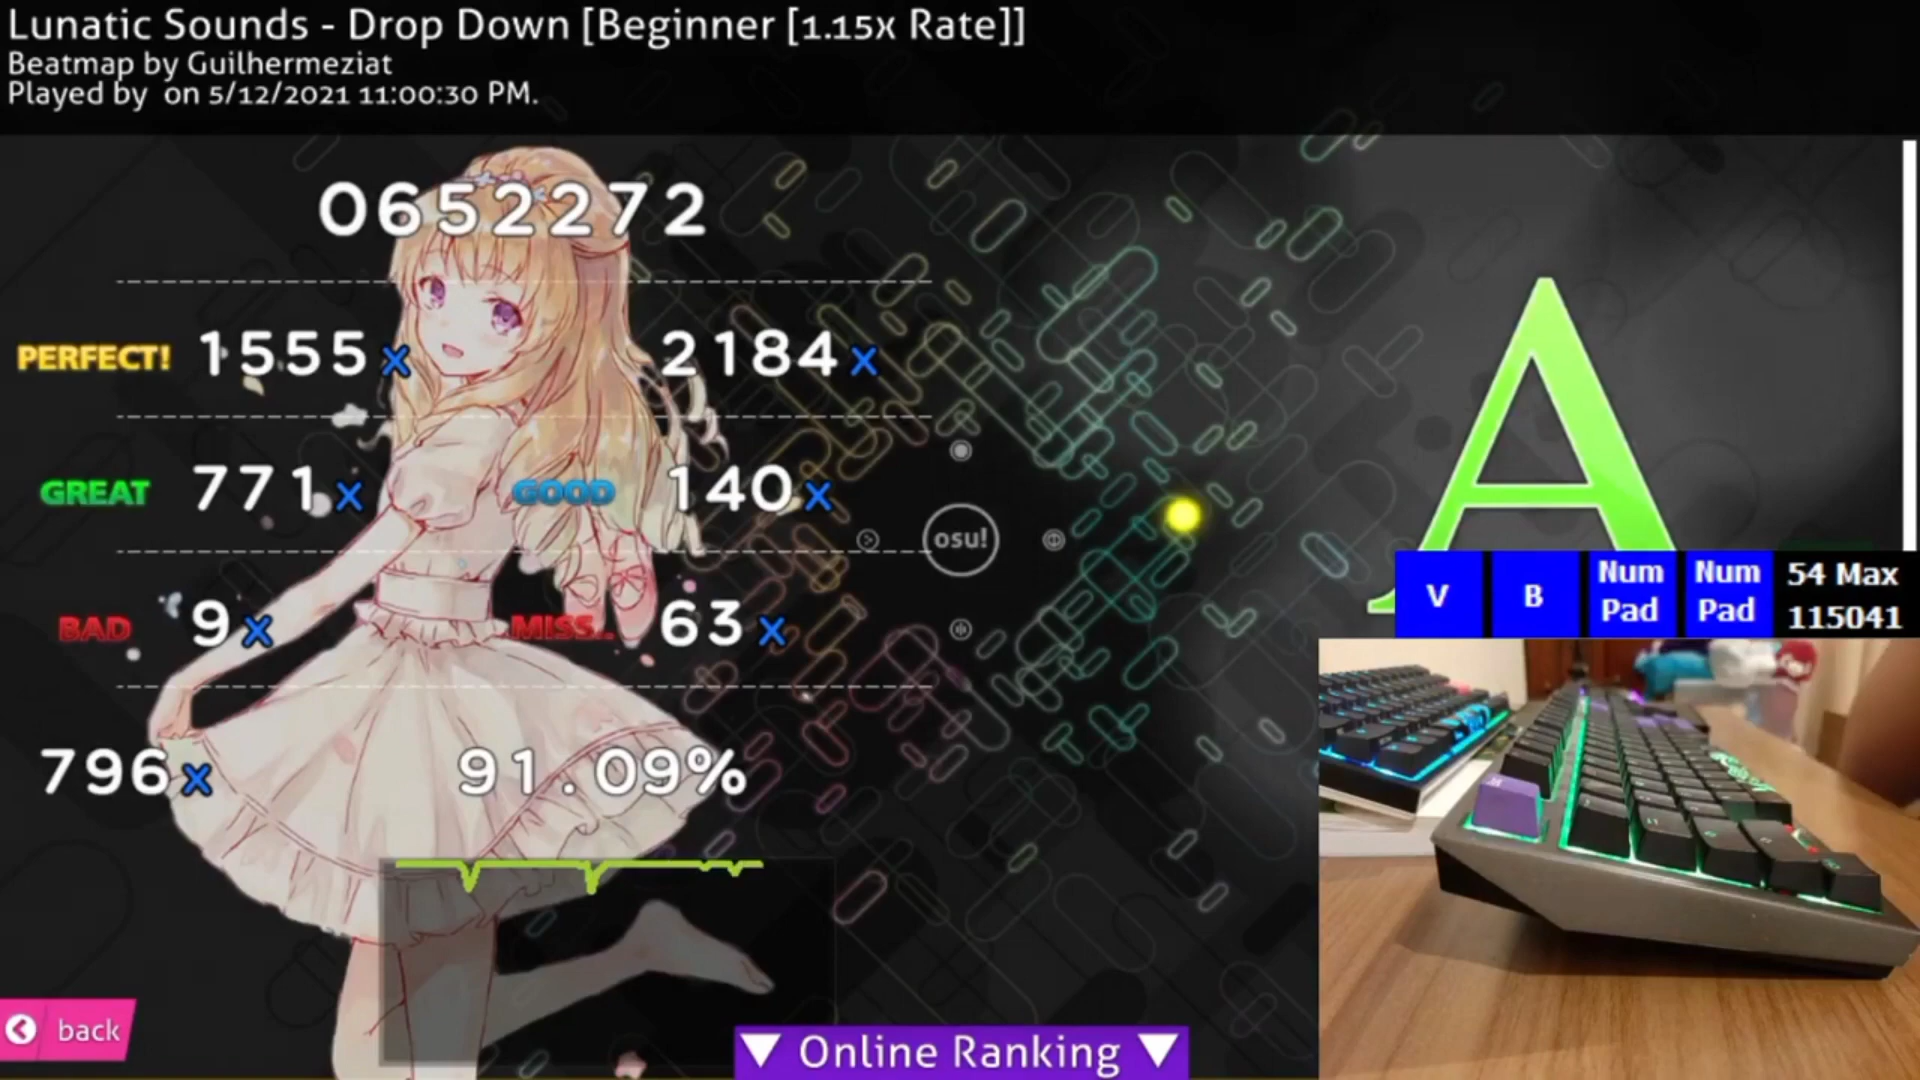 Lunatic Sounds - Drop Down [Beginner [1.15x Rate]]
Beatmap by Guilhermeziat
Played by on 5/12/2021 11:00:30 PM.
0652272
PERFECT! 1555x 2184x
GREAT 771x GOOD 140x
BAD 9x MISS.. 63x
796x 91.09%
A
osu!
V B Num Pad Num Pad 54 Max
115041
back
Online Ranking